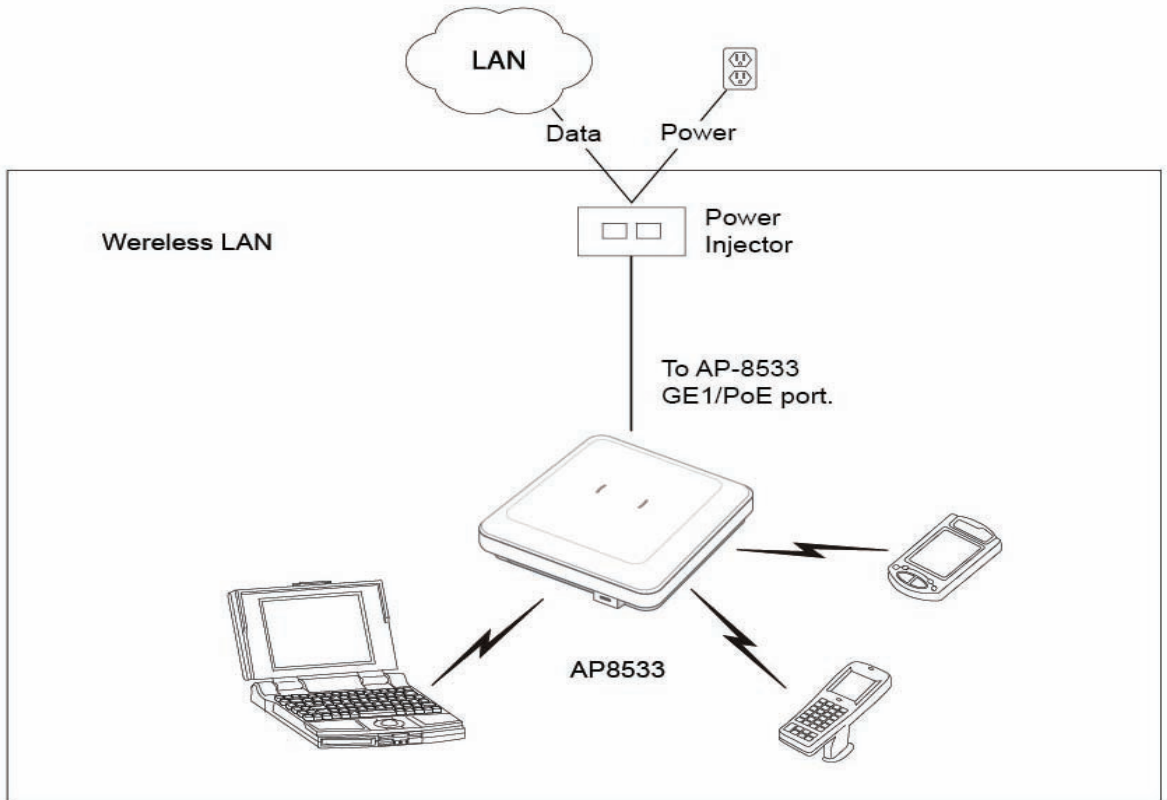 LAN
Data
Power
Power
Injector
Wereless LAN
To AP-8533
GE1/PoE port.
AP8533